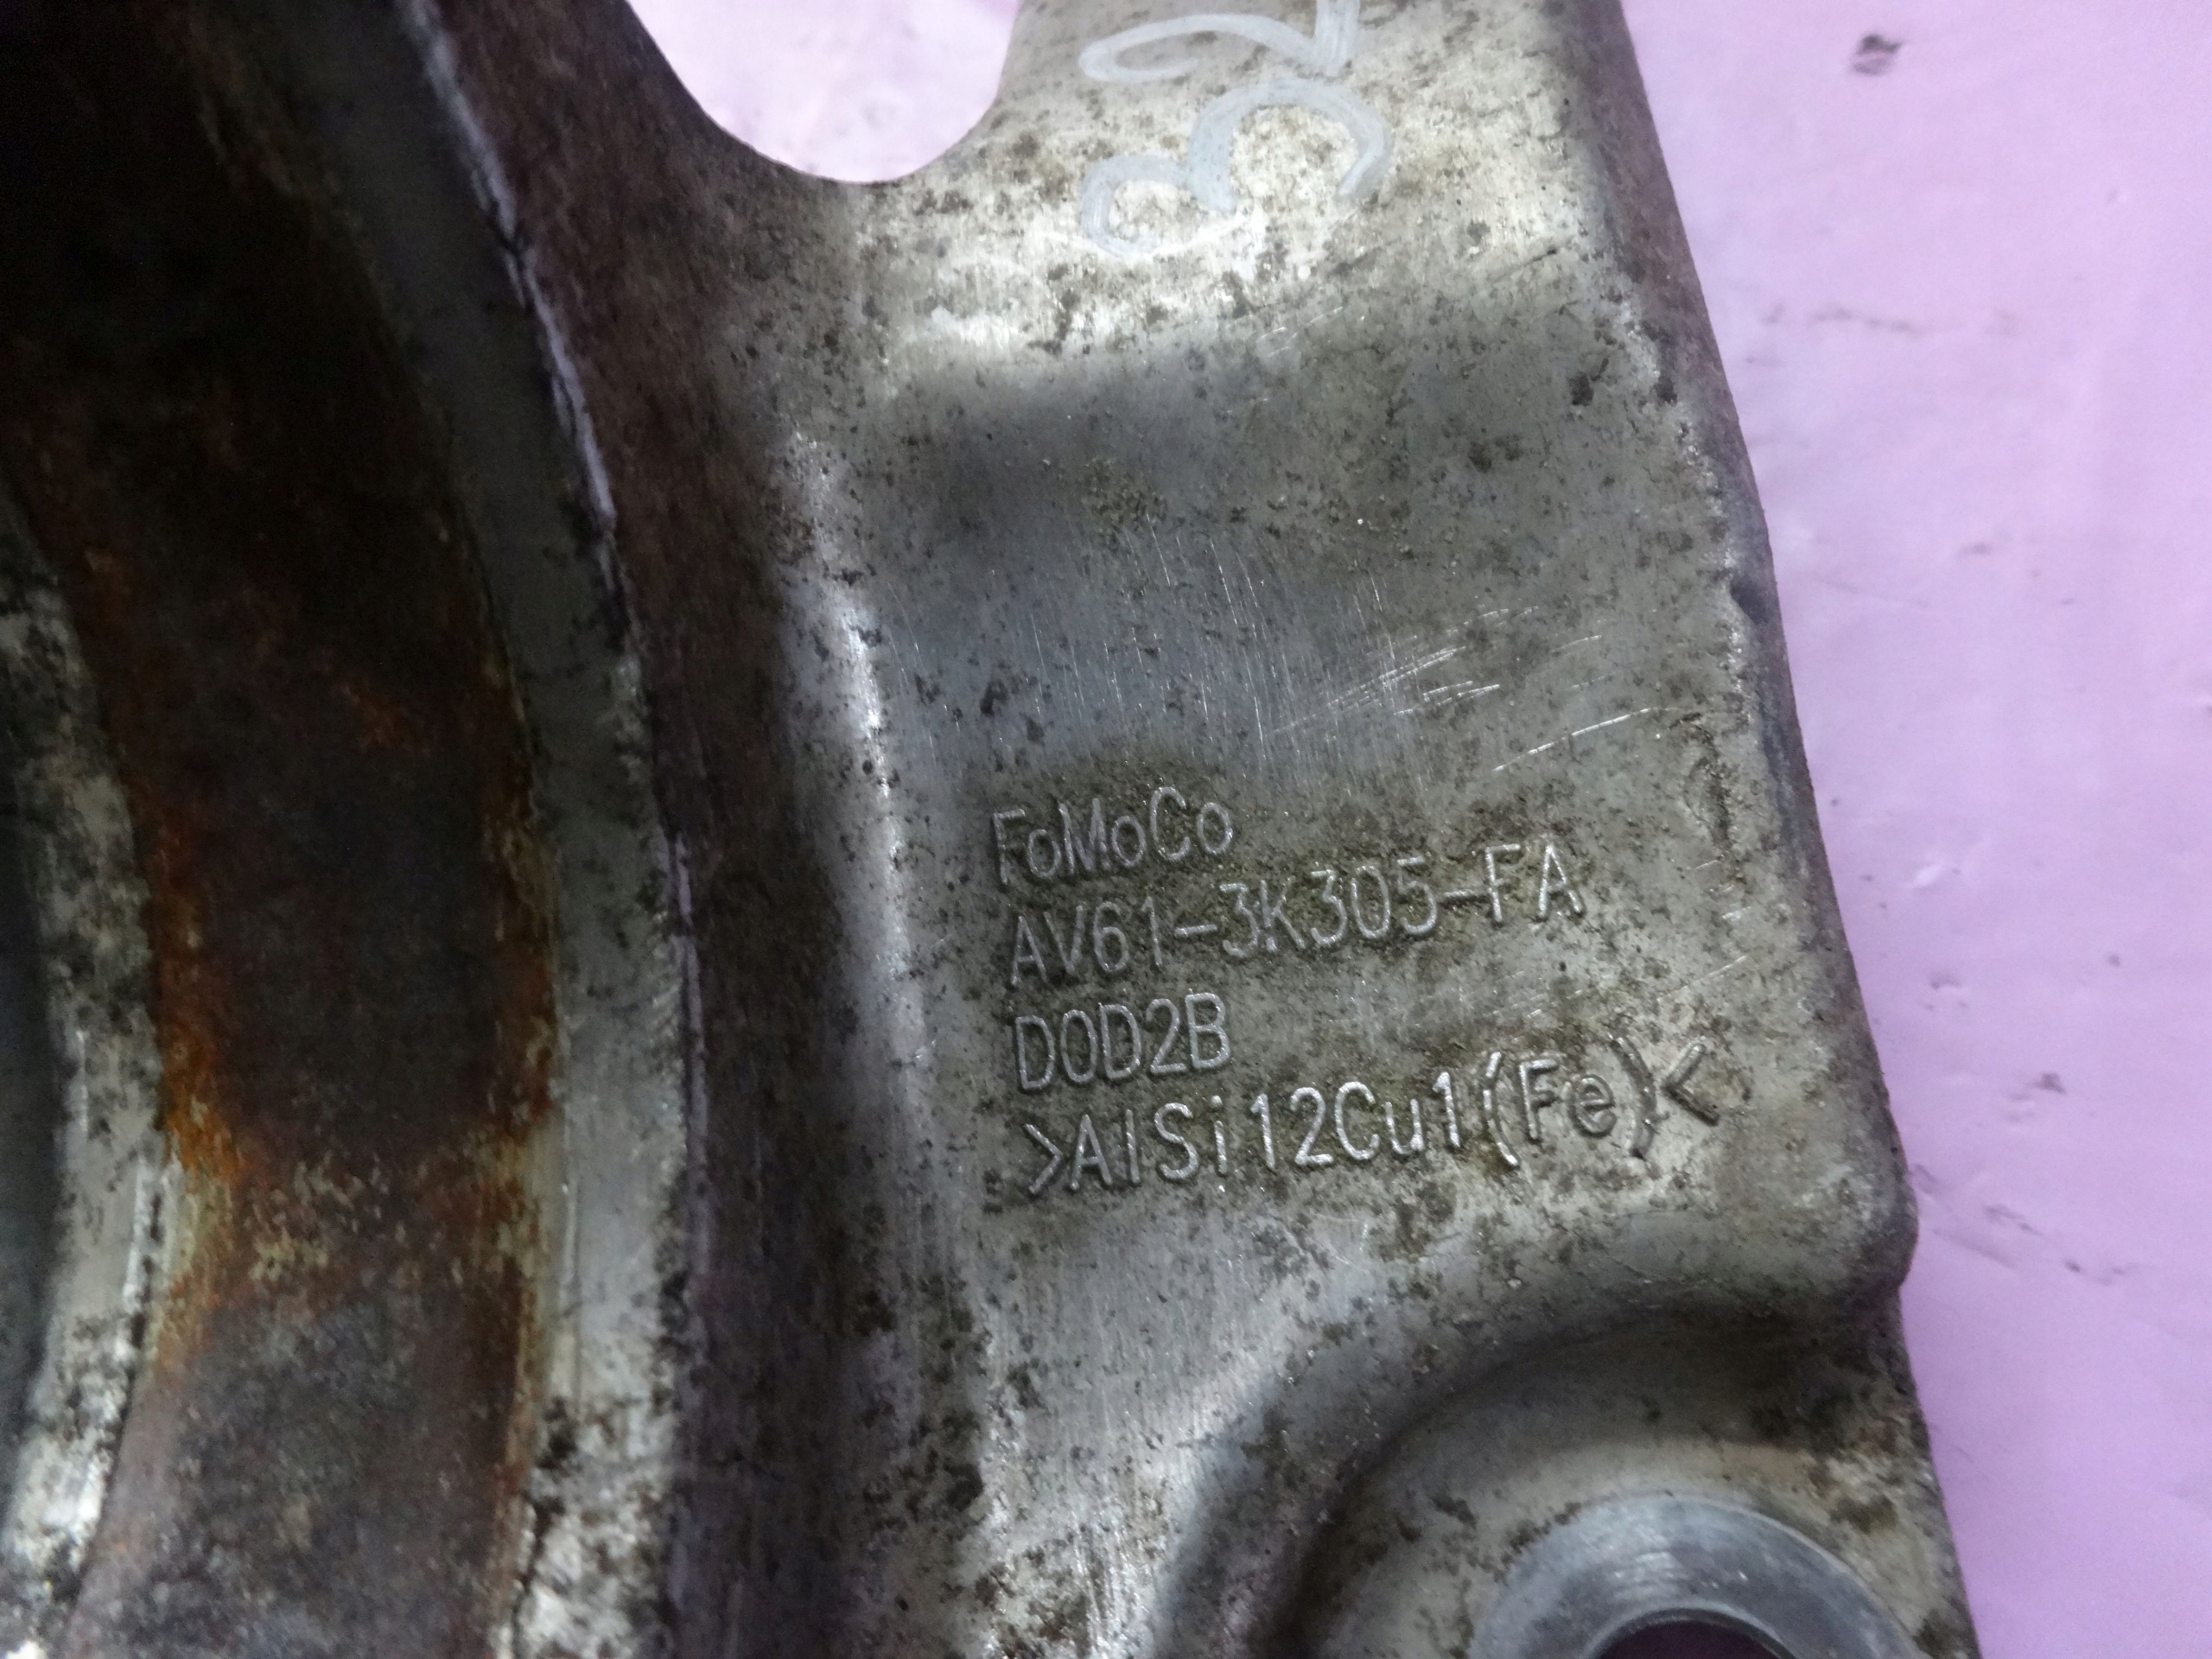 FoMoCo
AV61-3K305-FA
D0D2B
>AlSi12Cu1(Fe)<